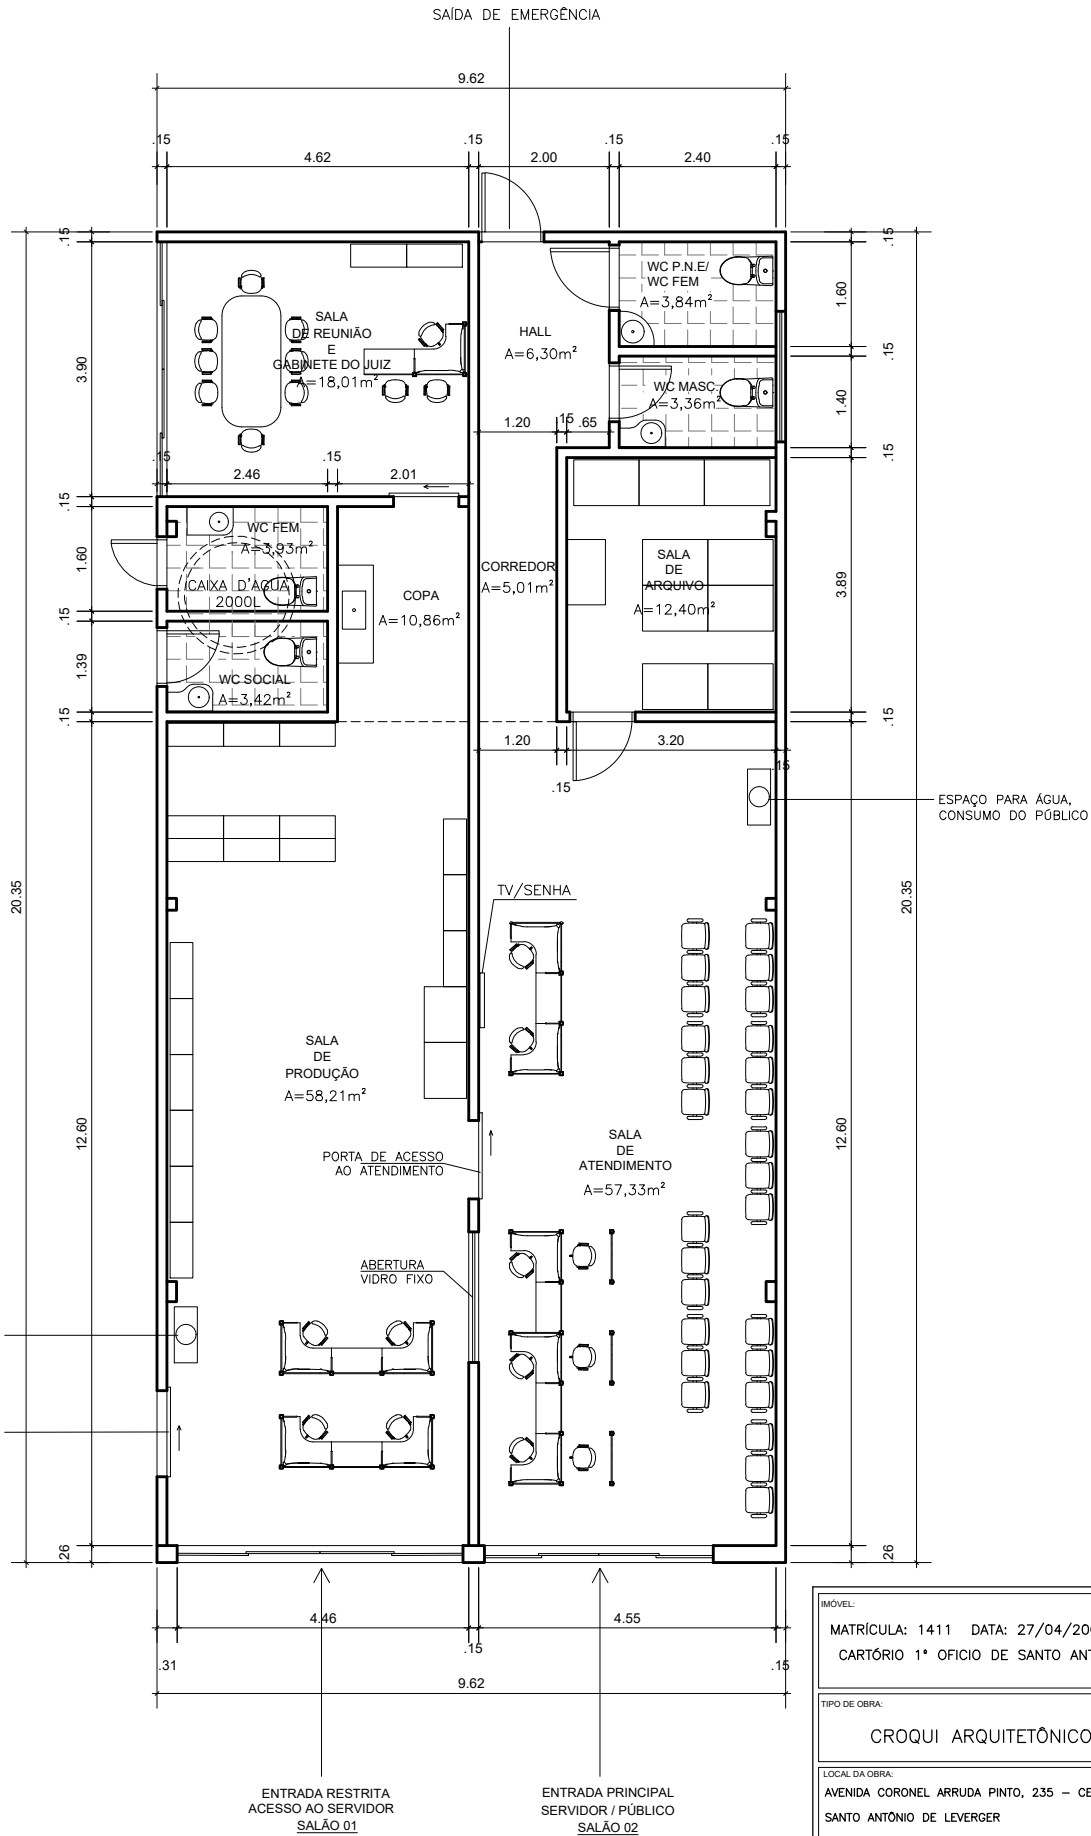 SAÍDA DE EMERGÊNCIA
9.62
.15
4.62
.15
2.00
.15
2.40
.15
.15
.15
SALA
DE REUNIÃO
E
GABINETE DO JUIZ
A=18,01m²
HALL
A=6,30m²
WC P.N.E/
WC FEM
A=3,84m²
1.60
.15
WC MASC.
A=3,36m²
1.40
3.90
1.20
.15
.65
.15
.15
2.46
.15
2.01
.15
WC FEM
A=3,93m²
CAIXA D'AGUA
2000L
1.60
COPA
A=10,86m²
CORREDOR
A=5,01m²
SALA
DE
ARQUIVO
A=12,40m²
3.89
.15
WC SOCIAL
A=3,42m²
1.39
.15
.15
1.20
3.20
.15
.15
ESPAÇO PARA ÁGUA,
CONSUMO DO PÚBLICO
20.35
20.35
TV/SENHA
SALA
DE
PRODUÇÃO
A=58,21m²
12.60
12.60
PORTA DE ACESSO
AO ATENDIMENTO
SALA
DE
ATENDIMENTO
A=57,33m²
ABERTURA
VIDRO FIXO
.26
.26
4.46
.15
4.55
.31
.15
9.62
ENTRADA RESTRITA
ACESSO AO SERVIDOR
SALÃO 01
ENTRADA PRINCIPAL
SERVIDOR / PÚBLICO
SALÃO 02
IMÓVEL:
MATRÍCULA: 1411 DATA: 27/04/20
CARTÓRIO 1º OFICIO DE SANTO
TIPO DE OBRA:
CROQUI ARQUITETÔNICO
LOCAL DA OBRA:
AVENIDA CORONEL ARRUDA PINTO, 235 –
SANTO ANTÔNIO DE LEVERGER